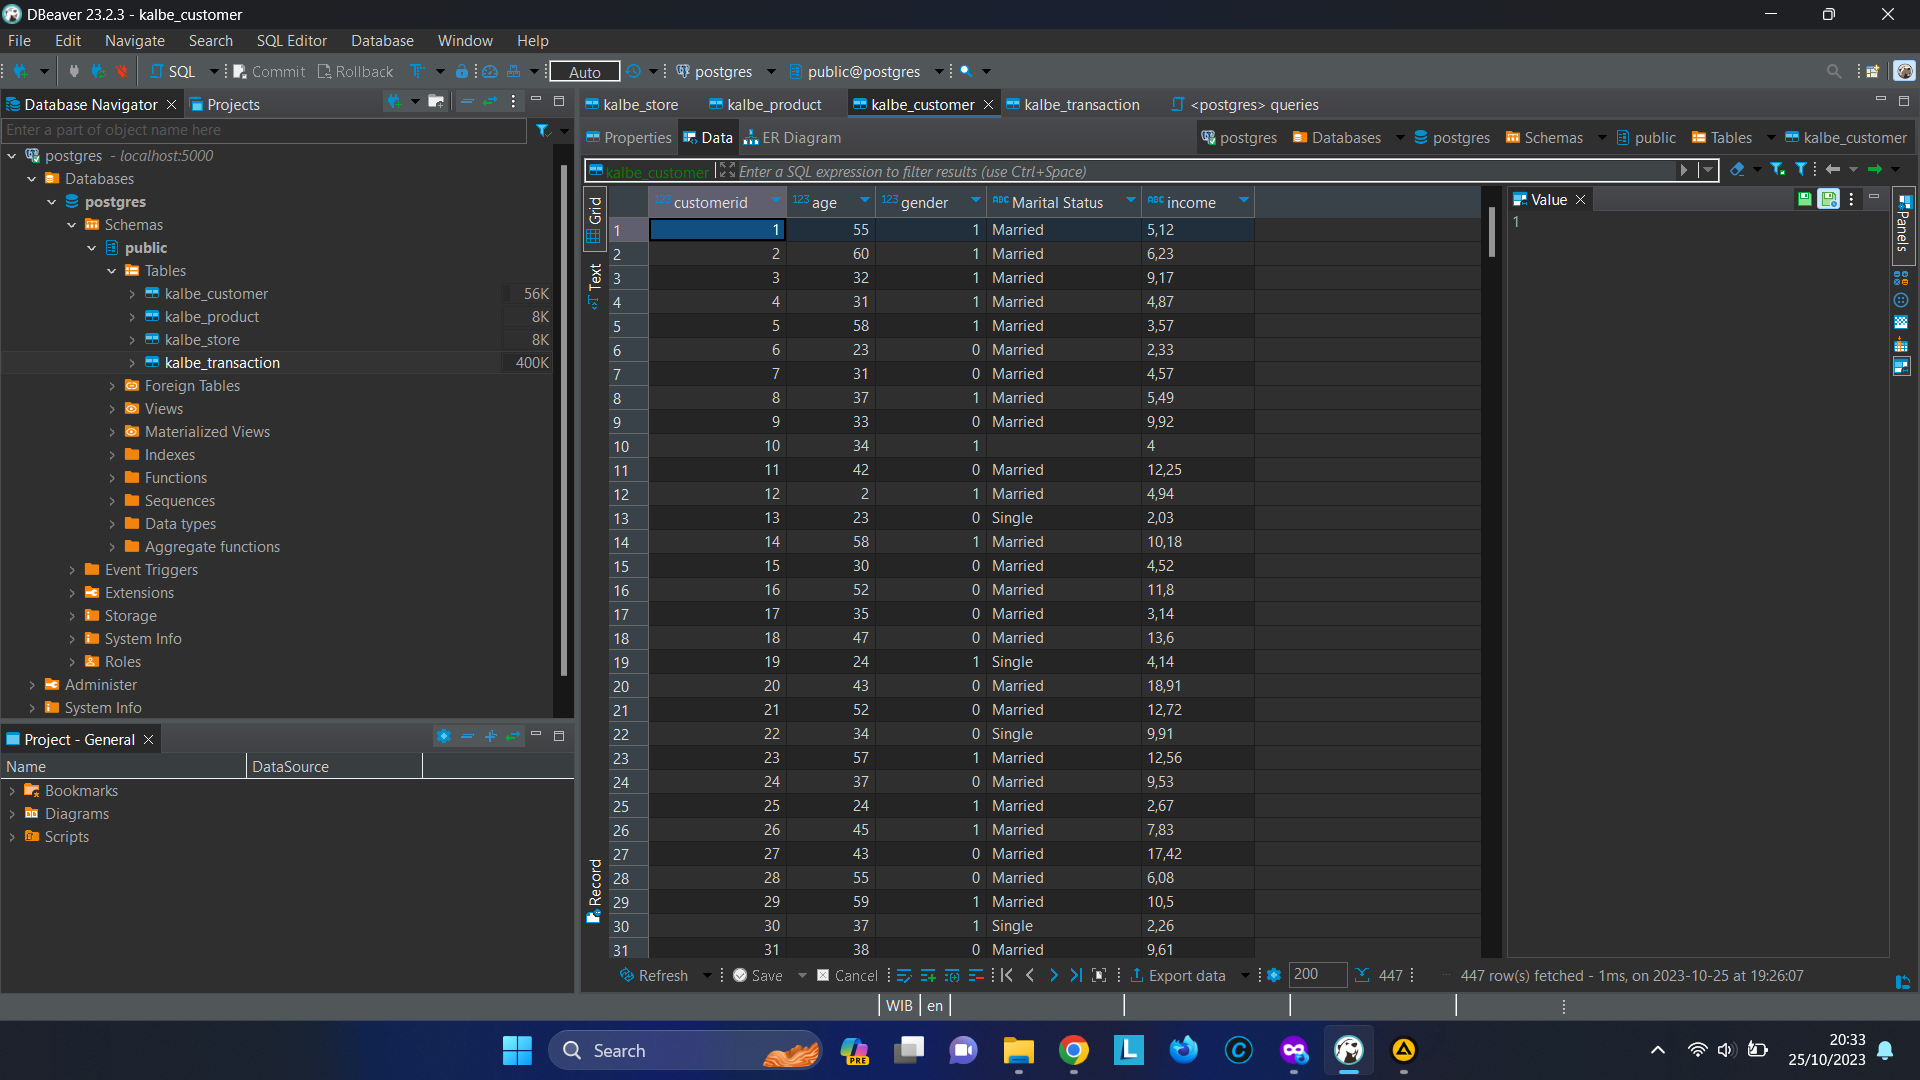 DBeaver 23.2.3 - kalbe_customer
File Edit Navigate Search SQL Editor Database Window Help
SQL Commit Rollback Auto postgres public@postgres
Database Navigator Projects
Enter a part of object name here
postgres - localhost:5000
Databases
postgres
Schemas
public
Tables
kalbe_customer 56K
kalbe_product 8K
kalbe_store 8K
kalbe_transaction 400K
Foreign Tables
Views
Materialized Views
Indexes
Functions
Sequences
Data types
Aggregate functions
Event Triggers
Extensions
Storage
System Info
Roles
Administer
System Info
Project - General
Name DataSource
Bookmarks
Diagrams
Scripts
kalbe_store kalbe_product kalbe_customer kalbe_transaction <postgres> queries
Properties Data ER Diagram postgres Databases postgres Schemas public Tables kalbe_customer
kalbe_customer Enter a SQL expression to filter results (use Ctrl+Space)
Grid
Text
Record
123 customerid 123 age 123 gender ABC Marital Status ABC income
1 1 55 1 Married 5,12
2 2 60 1 Married 6,23
3 3 32 1 Married 9,17
4 4 31 1 Married 4,87
5 5 58 1 Married 3,57
6 6 23 0 Married 2,33
7 7 31 0 Married 4,57
8 8 37 1 Married 5,49
9 9 33 0 Married 9,92
10 10 34 1 4
11 11 42 0 Married 12,25
12 12 2 1 Married 4,94
13 13 23 0 Single 2,03
14 14 58 1 Married 10,18
15 15 30 0 Married 4,52
16 16 52 0 Married 11,8
17 17 35 0 Married 3,14
18 18 47 0 Married 13,6
19 19 24 1 Single 4,14
20 20 43 0 Married 18,91
21 21 52 0 Married 12,72
22 22 34 0 Single 9,91
23 23 57 1 Married 12,56
24 24 37 0 Married 9,53
25 25 24 1 Married 2,67
26 26 45 1 Married 7,83
27 27 43 0 Married 17,42
28 28 55 0 Married 6,08
29 29 59 1 Married 10,5
30 30 37 1 Single 2,26
31 31 38 0 Married 9,61
Value
1
Panels
Refresh Save Cancel Export data 200 447 447 row(s) fetched - 1ms, on 2023-10-25 at 19:26:07
WIB en
Search
PRE
L
C
20:33
25/10/2023